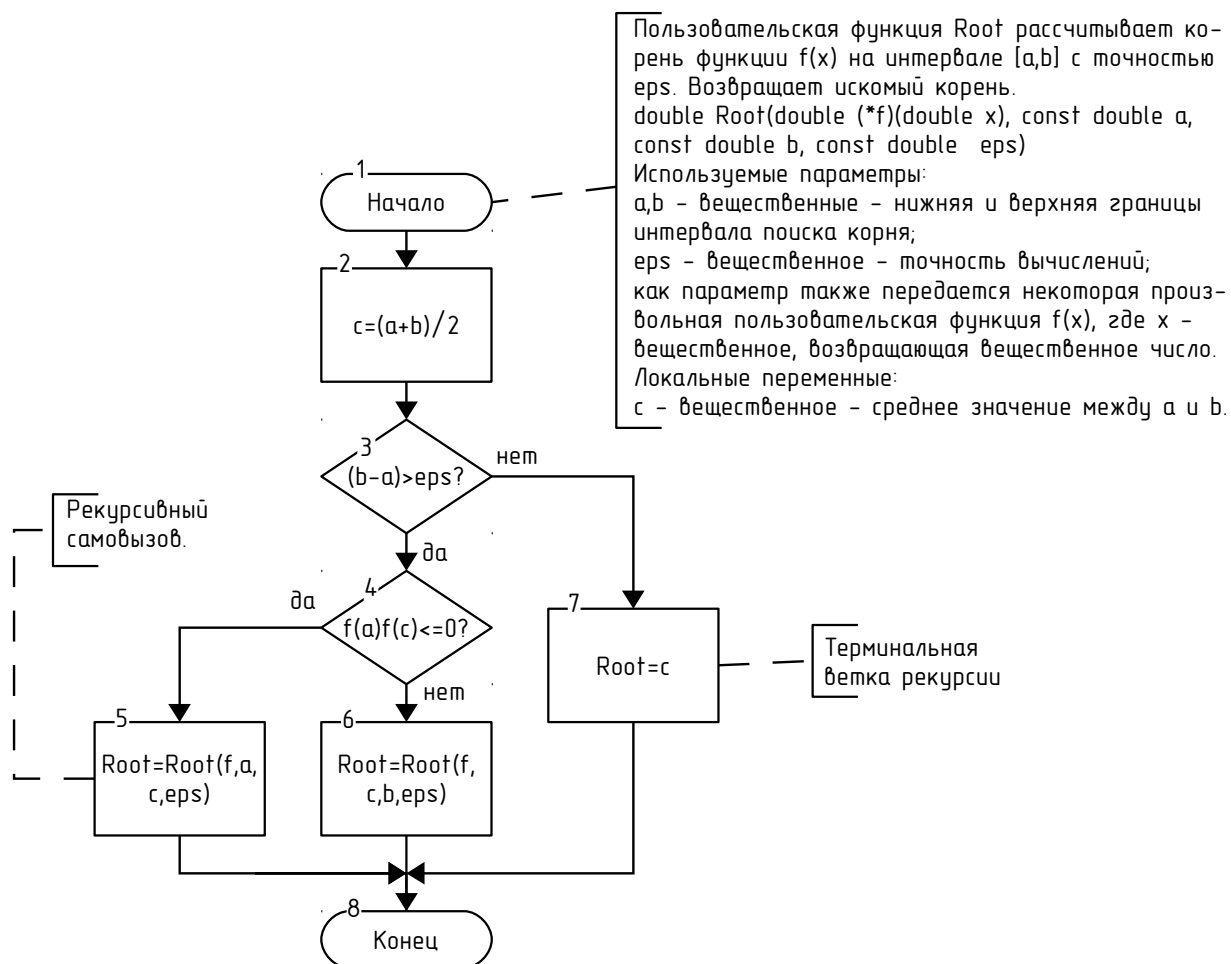 Пользовательская функция Root рассчитывает ко-
рень функции f(x) на интервале [a,b] с точностью
eps. Возвращает искомый корень.
double Root(double (*f)(double x), const double a,
const double b, const double eps)
Используемые параметры:
a,b - вещественные - нижняя и верхняя границы
интервала поиска корня;
eps - вещественное - точность вычислений;
как параметр также передается некоторая произ-
вольная пользовательская функция f(x), где x -
вещественное, возвращающая вещественное число.
Локальные переменные:
c - вещественное - среднее значение между a и b.
1
Начало
2
c=(a+b)/2
3
(b-a)>eps?
нет
да
Рекурсивный
самовызов.
4
f(a)f(c)<=0?
да
нет
7
Root=c
Терминальная
ветка рекурсии
5
Root=Root(f,a,
c,eps)
6
Root=Root(f,
c,b,eps)
8
Конец